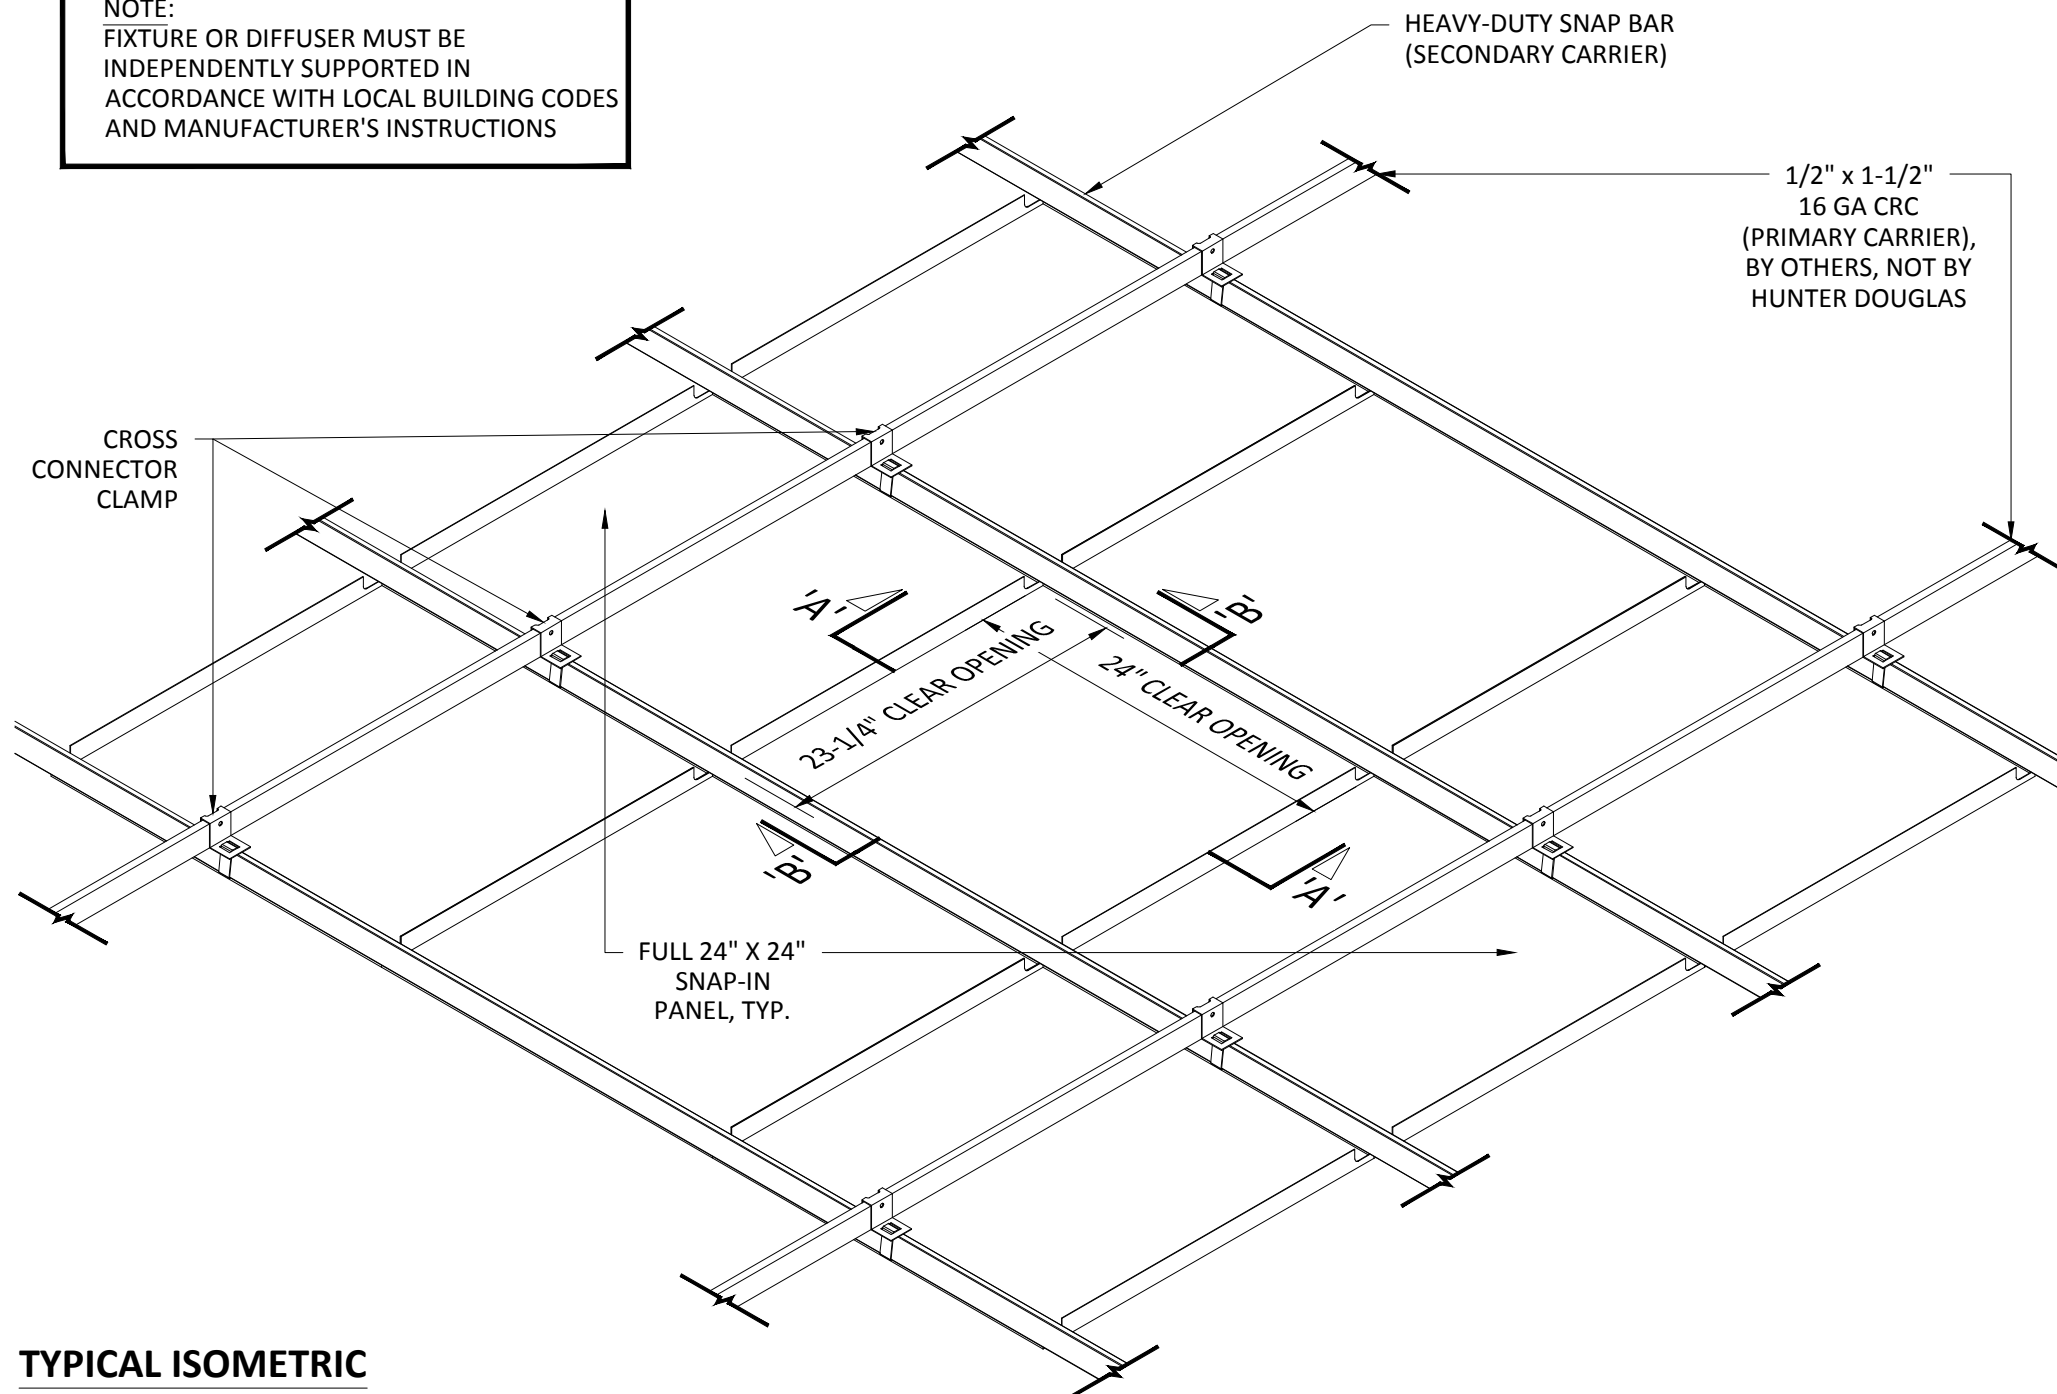 NOTE:
FIXTURE OR DIFFUSER MUST BE
INDEPENDENTLY SUPPORTED IN
ACCORDANCE WITH LOCAL BUILDING CODES
AND MANUFACTURER'S INSTRUCTIONS
HEAVY-DUTY SNAP BAR
(SECONDARY CARRIER)
1/2" x 1-1/2"
16 GA CRC
(PRIMARY CARRIER),
BY OTHERS, NOT BY
HUNTER DOUGLAS
CROSS
CONNECTOR
CLAMP
'A'
'B'
23-1/4" CLEAR OPENING
24" CLEAR OPENING
'B'
'A'
FULL 24" X 24"
SNAP-IN
PANEL, TYP.
TYPICAL ISOMETRIC